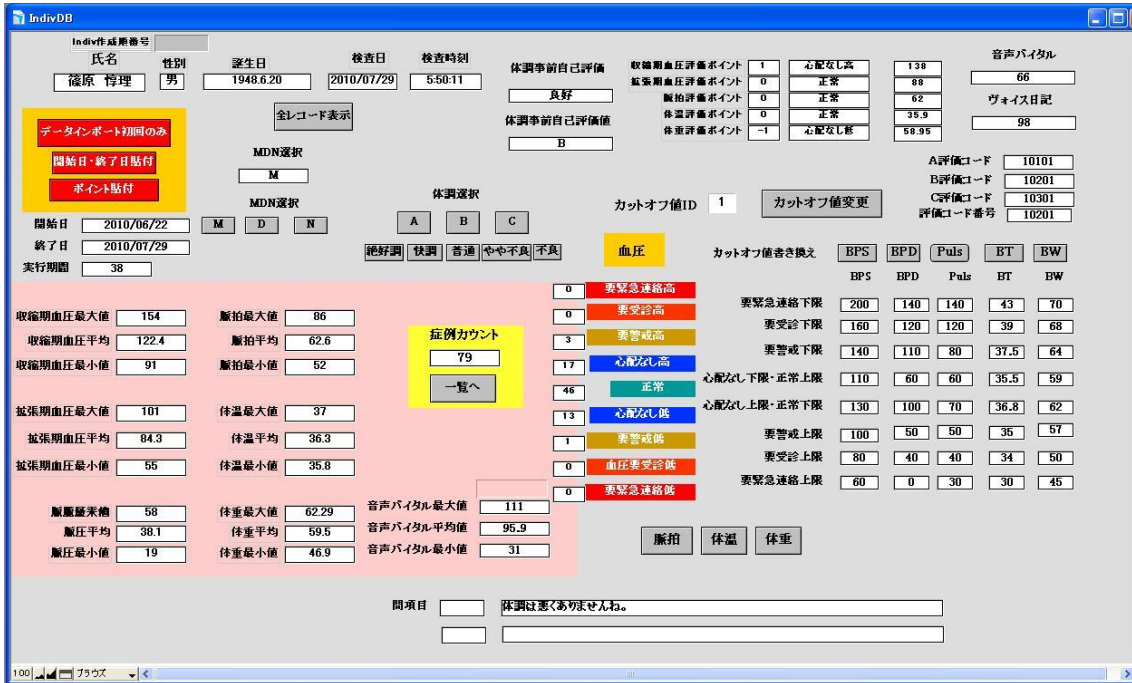 IndivDB
Indiv作成順番号
氏名 性別 誕生日 検査日 検査時刻
篠原 惇理 男 1948.6.20 2010/07/29 5:50:11
体調事前自己評価
良好
体調事前自己評価値
B
収縮期血圧評価ポイント 1 心配なし高 138
拡張期血圧評価ポイント 0 正常 88
脈拍評価ポイント 0 正常 62
体温評価ポイント 0 正常 35.9
体重評価ポイント -1 心配なし低 58.95
音声バイタル
66
ヴォイス日記
98
データインポート初回のみ
開始日・終了日貼付
ポイント貼付
全レコード表示
MDN選択
M
MDN選択
M D N
体調選択
A B C
絶好調 快調 普通 やや不良 不良
A評価コード 10101
B評価コード 10201
C評価コード 10301
評価コード番号 10201
カットオフ値ID 1 カットオフ値変更
開始日 2010/06/22
終了日 2010/07/29
実行期間 38
血圧
カットオフ値書き換え BPS BPD Puls BT BW
BPS BPD Puls BT BW
要緊急連絡下限 200 140 140 43 70
要受診下限 160 120 120 39 68
要警戒下限 140 110 80 37.5 64
心配なし下限・正常上限 110 60 60 35.5 59
心配なし上限・正常下限 130 100 70 36.8 62
要警戒上限 100 50 50 35 57
要受診上限 80 40 40 34 50
要緊急連絡上限 60 0 30 30 45
0 要緊急連絡高
0 要受診高
3 要警戒高
17 心配なし高
46 正常
13 心配なし低
1 要警戒低
0 血圧要受診低
0 要緊急連絡低
収縮期血圧最大値 154 脈拍最大値 86
収縮期血圧平均 122.4 脈拍平均 62.6
収縮期血圧最小値 91 脈拍最小値 52
症例カウント
79
一覧へ
拡張期血圧最大値 101 体温最大値 37
拡張期血圧平均 84.3 体温平均 36.3
拡張期血圧最小値 55 体温最小値 35.8
58 体重最大値 62.29
脈圧平均 38.1 体重平均 59.5
脈圧最小値 19 体重最小値 46.9
音声バイタル最大値 111
音声バイタル平均値 95.9
音声バイタル最小値 31
脈拍 体温 体重
問項目 体調は悪くありませんね。
100 ブラウズ